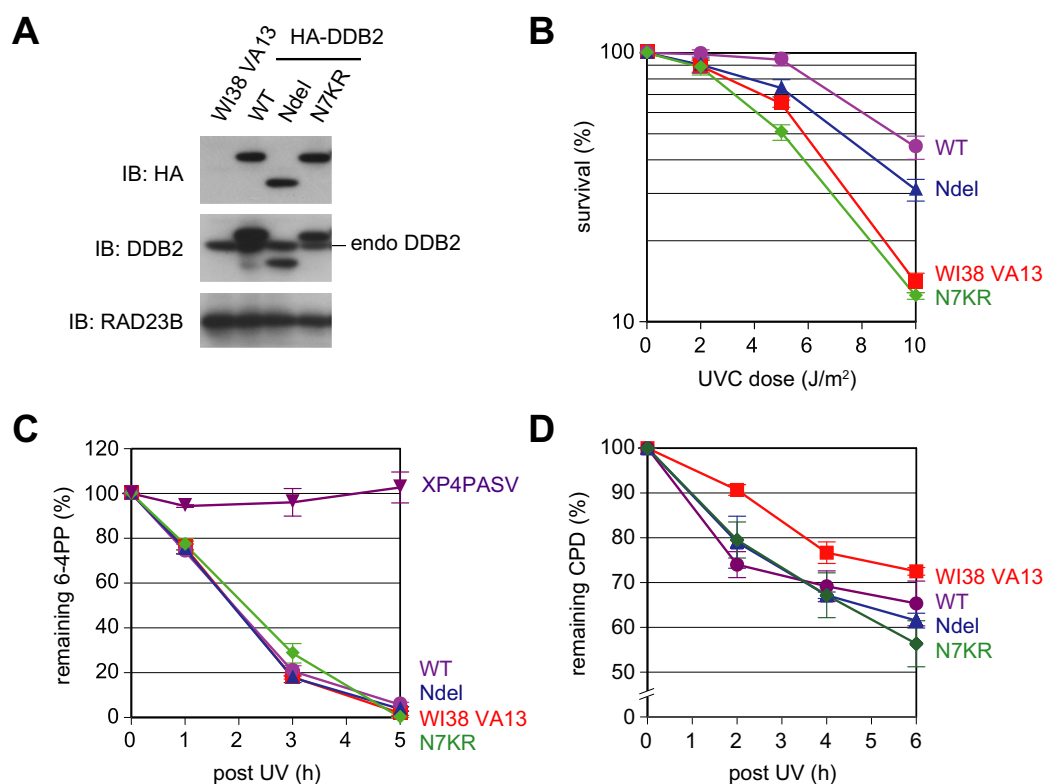 A
WI38 VA13
WT
Ndel
N7KR
HA-DDB2
IB: HA
IB: DDB2
endo DDB2
IB: RAD23B
B
100
10
survival (%)
0 2 4 6 8 10
UVC dose (J/m²)
WT
Ndel
WI38 VA13
N7KR
C
120
100
80
60
40
20
0
remaining 6-4PP (%)
0 1 2 3 4 5
post UV (h)
XP4PASV
WT
Ndel
WI38 VA13
N7KR
D
100
90
80
70
60
50
0
remaining CPD (%)
0 2 4 6
post UV (h)
WI38 VA13
WT
Ndel
N7KR